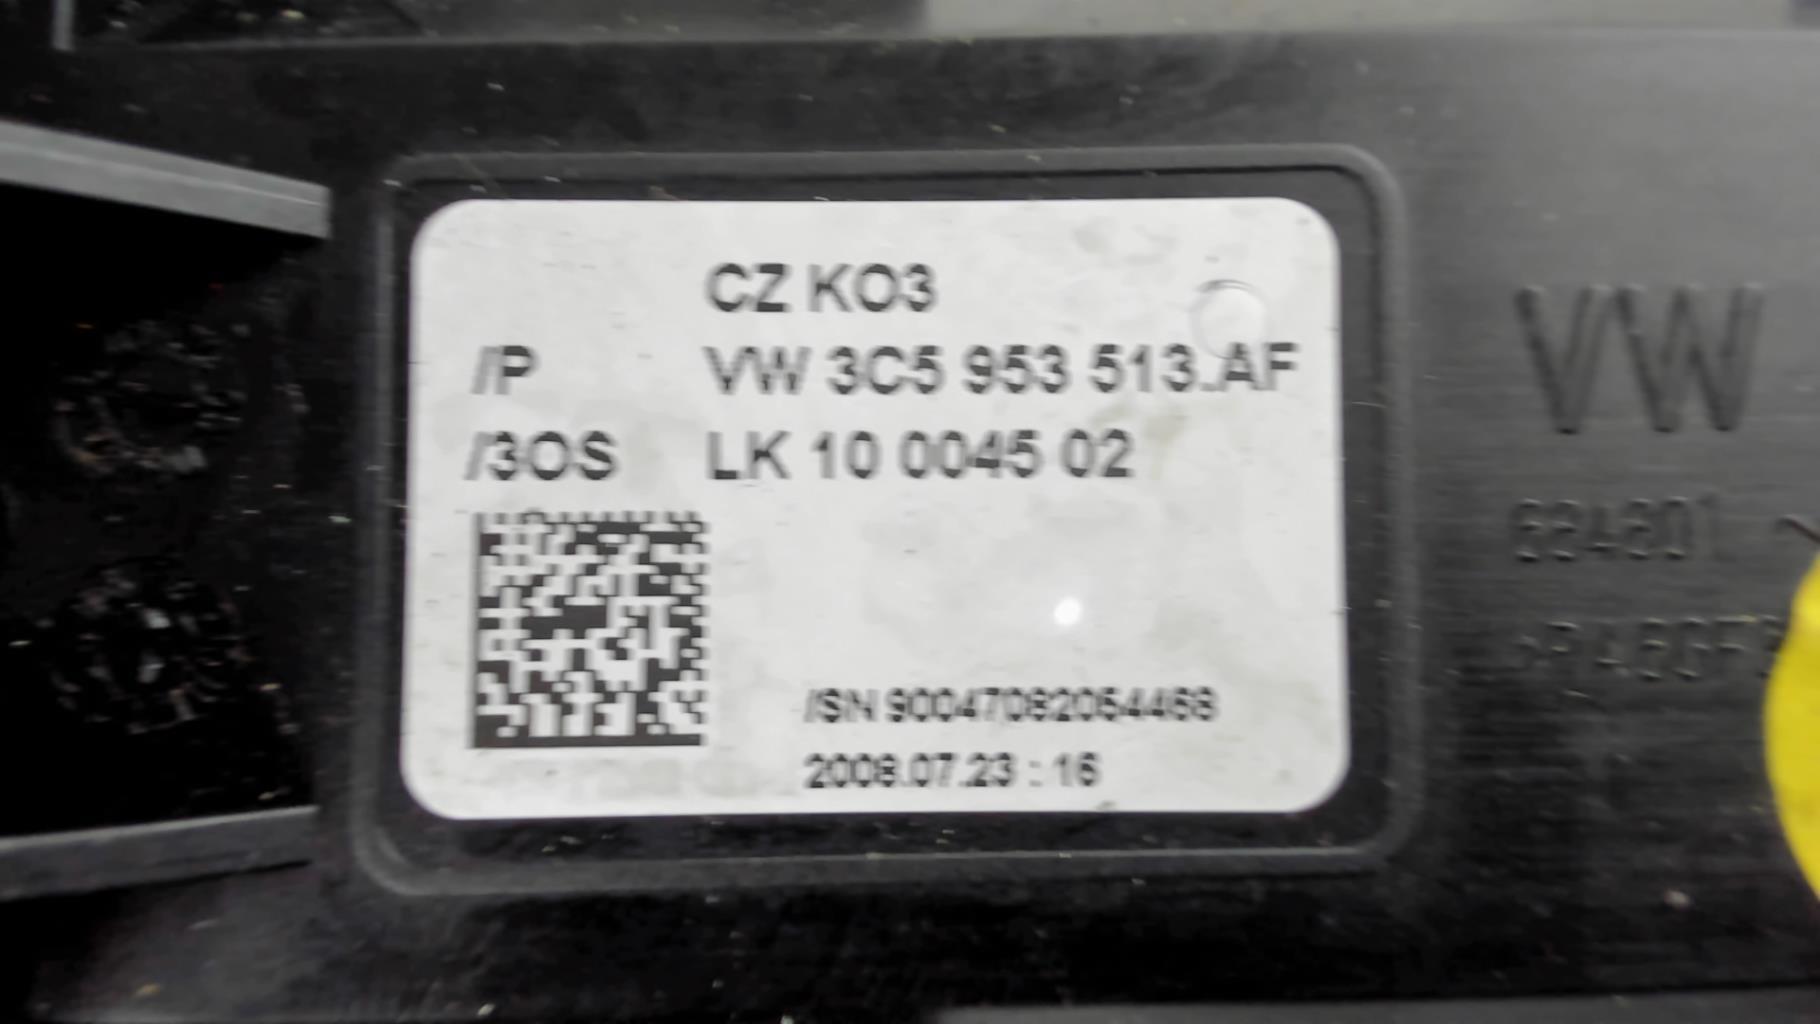 CZ KO3
/P VW 3C5 953 513.AF
/3OS LK 10 0045 02
/SN 90047082054468
2008.07.23 : 16
VW